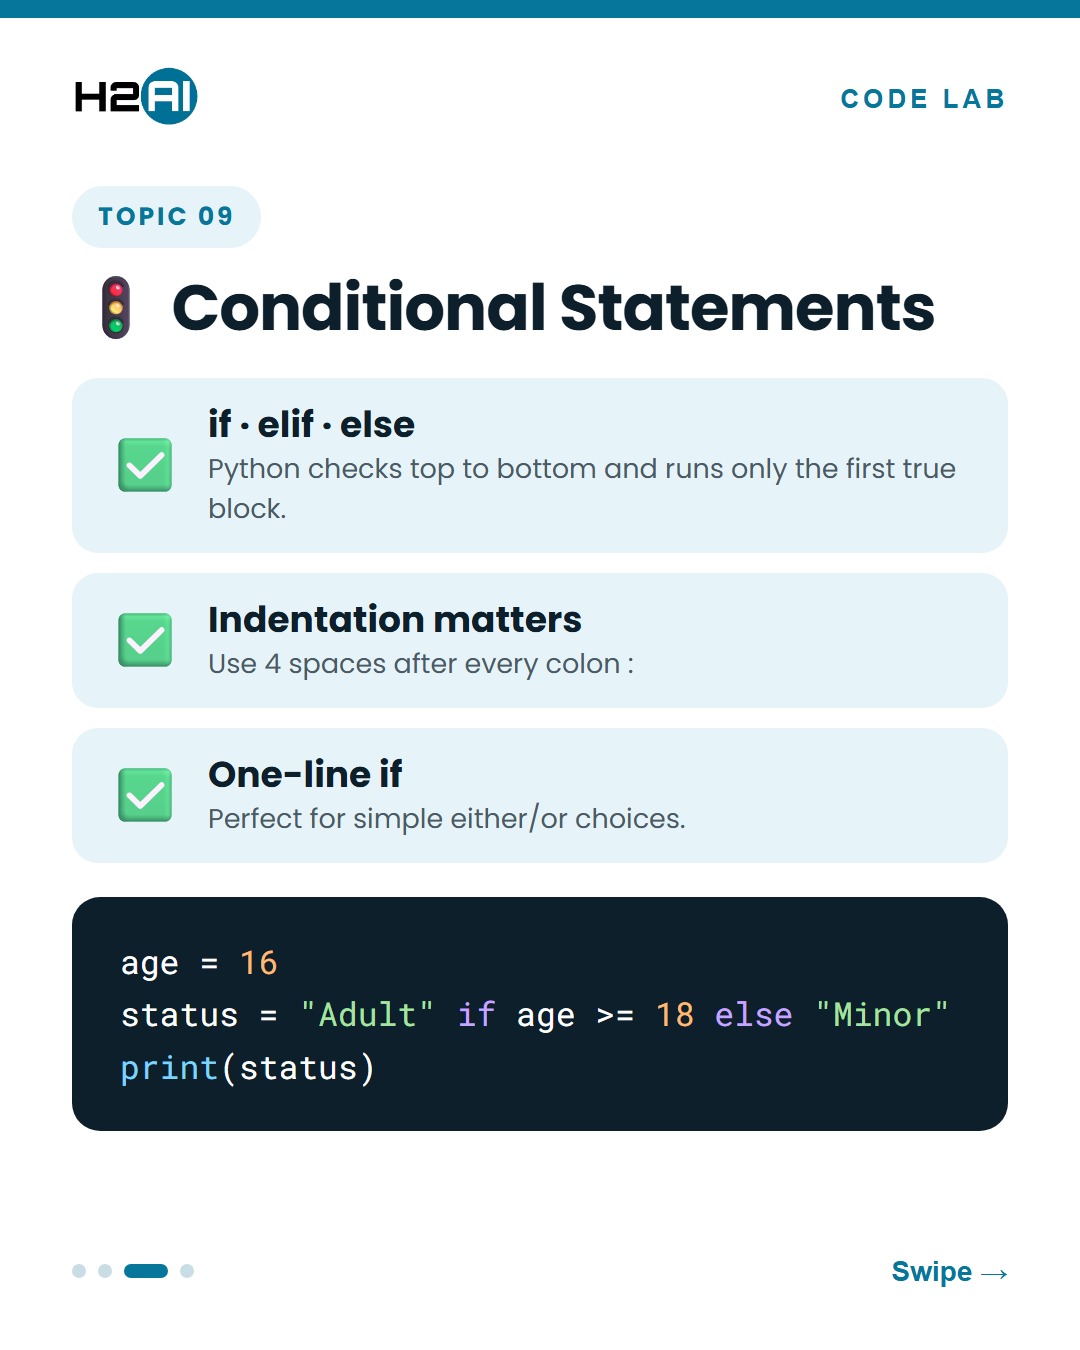 H2AI
CODE LAB
TOPIC 09
Conditional Statements
if · elif · else
Python checks top to bottom and runs only the first true
block.
Indentation matters
Use 4 spaces after every colon :
One-line if
Perfect for simple either/or choices.
age = 16
status = "Adult" if age >= 18 else "Minor"
print(status)
Swipe →